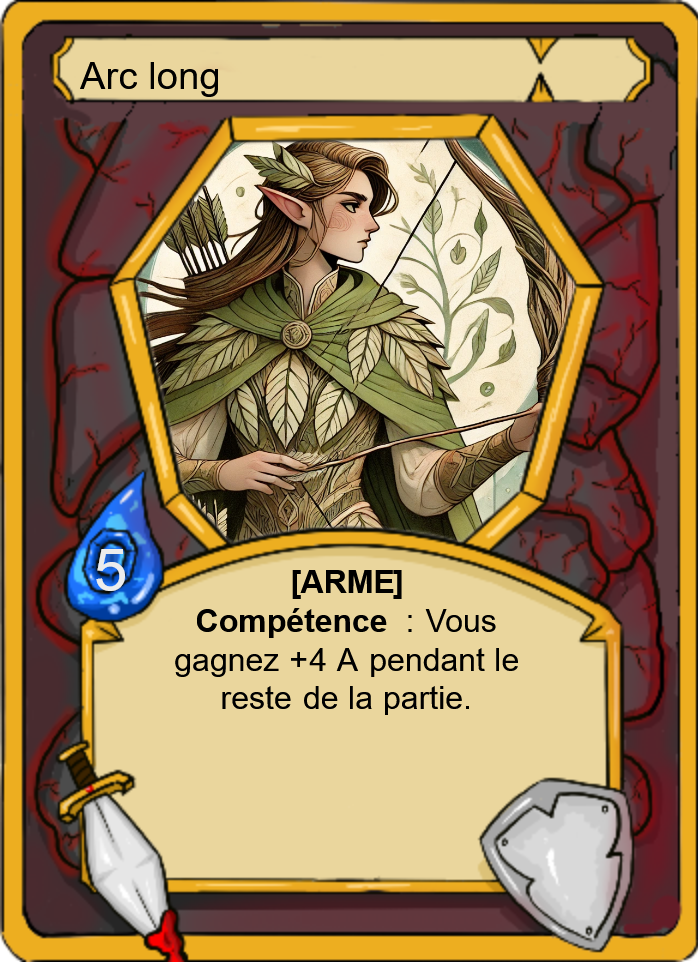 Arc long
5
[ARME]
Compétence : Vous
gagnez +4 A pendant le
reste de la partie.